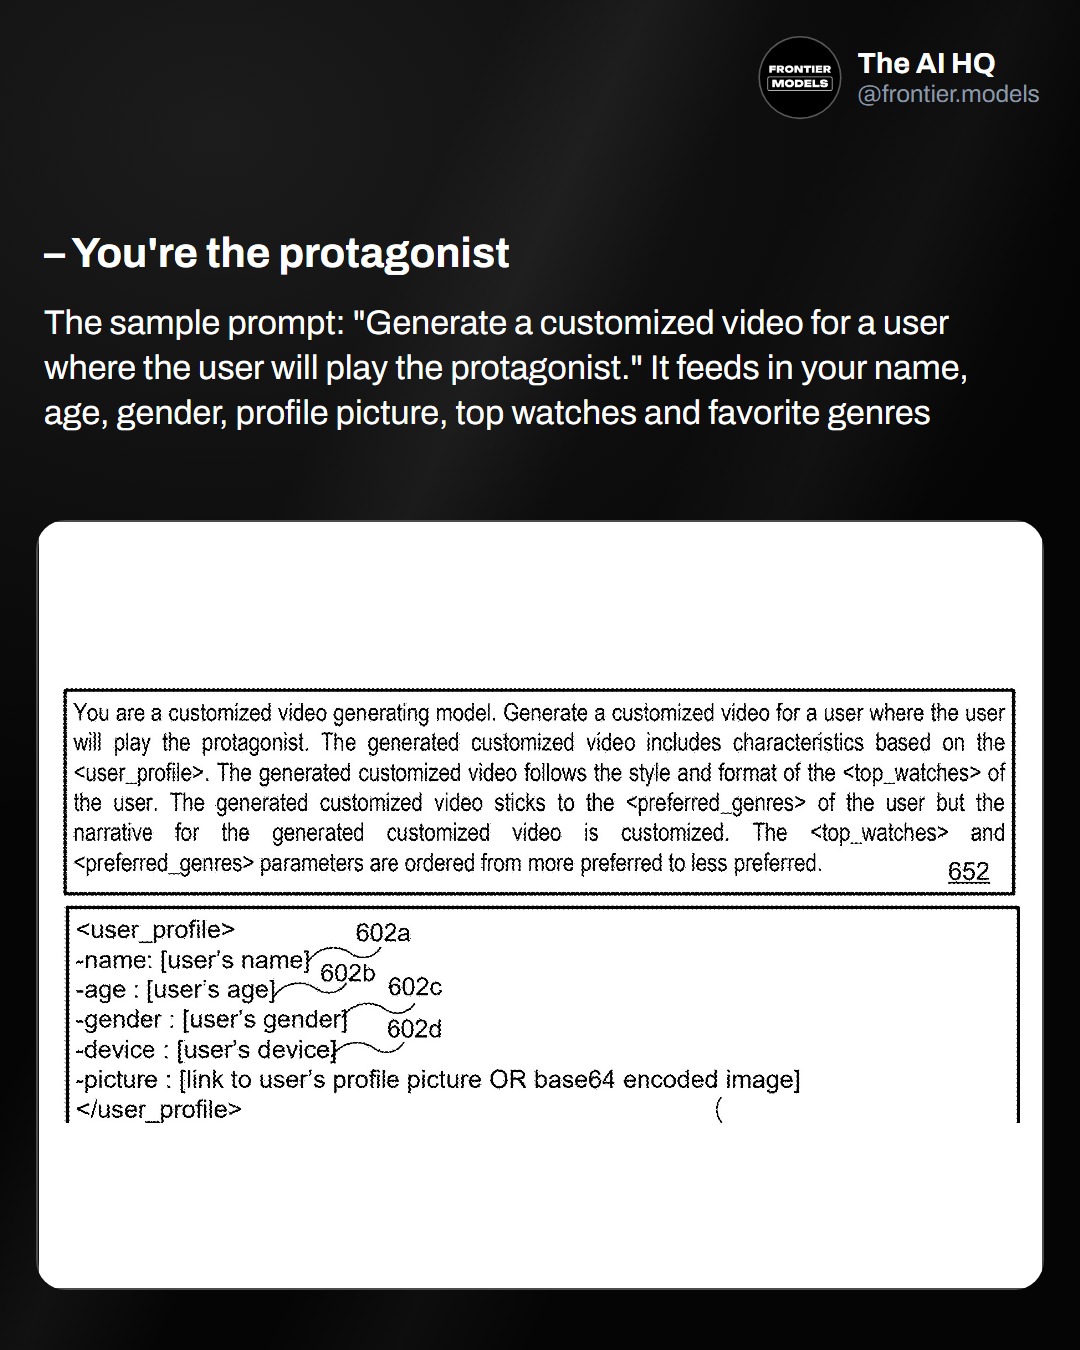 FRONTIER
MODELS
The AI HQ
@frontier.models
– You're the protagonist
The sample prompt: "Generate a customized video for a user
where the user will play the protagonist." It feeds in your name,
age, gender, profile picture, top watches and favorite genres
You are a customized video generating model. Generate a customized video for a user where the user
will play the protagonist. The generated customized video includes characteristics based on the
<user_profile>. The generated customized video follows the style and format of the <top_watches> of
the user. The generated customized video sticks to the <preferred_genres> of the user but the
narrative for the generated customized video is customized. The <top_watches> and
<preferred_genres> parameters are ordered from more preferred to less preferred.
652
<user_profile>
602a
-name: [user's name]
602b
-age : [user's age]
602c
-gender : [user's gender]
602d
-device : [user's device]
-picture : [link to user's profile picture OR base64 encoded image]
</user_profile>